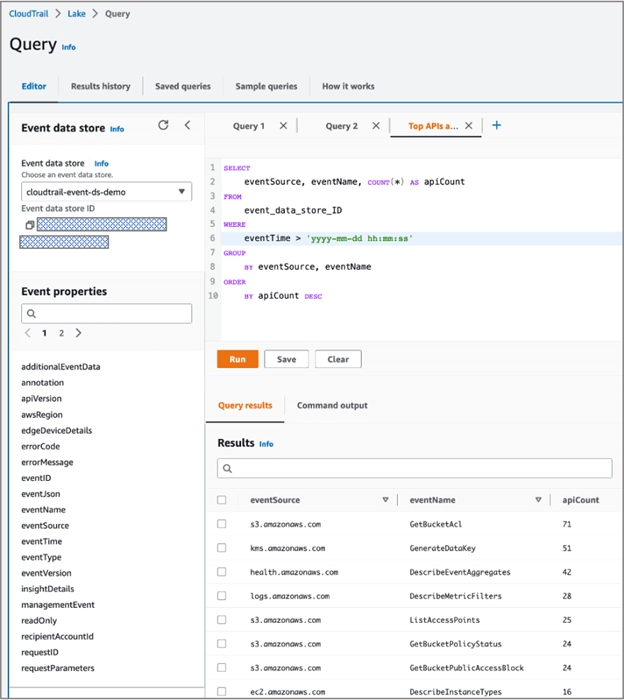 CloudTrail > Lake > Query
Query Info
Editor Results history Saved queries Sample queries How it works
Event data store Info
Event data store Info
Choose an event data store.
cloudtrail-event-ds-demo
Event data store ID
Event properties
1 2
additionalEventData
annotation
apiVersion
awsRegion
edgeDeviceDetails
errorCode
errorMessage
eventID
eventJson
eventName
eventSource
eventTime
eventType
eventVersion
insightDetails
managementEvent
readOnly
recipientAccountId
requestID
requestParameters
Query 1 Query 2 Top APIs a...
1 SELECT
2 eventSource, eventName, COUNT(*) AS apiCount
3 FROM
4 event_data_store_ID
5 WHERE
6 eventTime > 'yyyy-mm-dd hh:mm:ss'
7 GROUP
8 BY eventSource, eventName
9 ORDER
10 BY apiCount DESC
Run Save Clear
Query results Command output
Results Info
eventSource eventName apiCount
s3.amazonaws.com GetBucketAcl 71
kms.amazonaws.com GenerateDataKey 51
health.amazonaws.com DescribeEventAggregates 42
logs.amazonaws.com DescribeMetricFilters 28
s3.amazonaws.com ListAccessPoints 25
s3.amazonaws.com GetBucketPolicyStatus 24
s3.amazonaws.com GetBucketPublicAccessBlock 24
ec2.amazonaws.com DescribeInstanceTypes 16